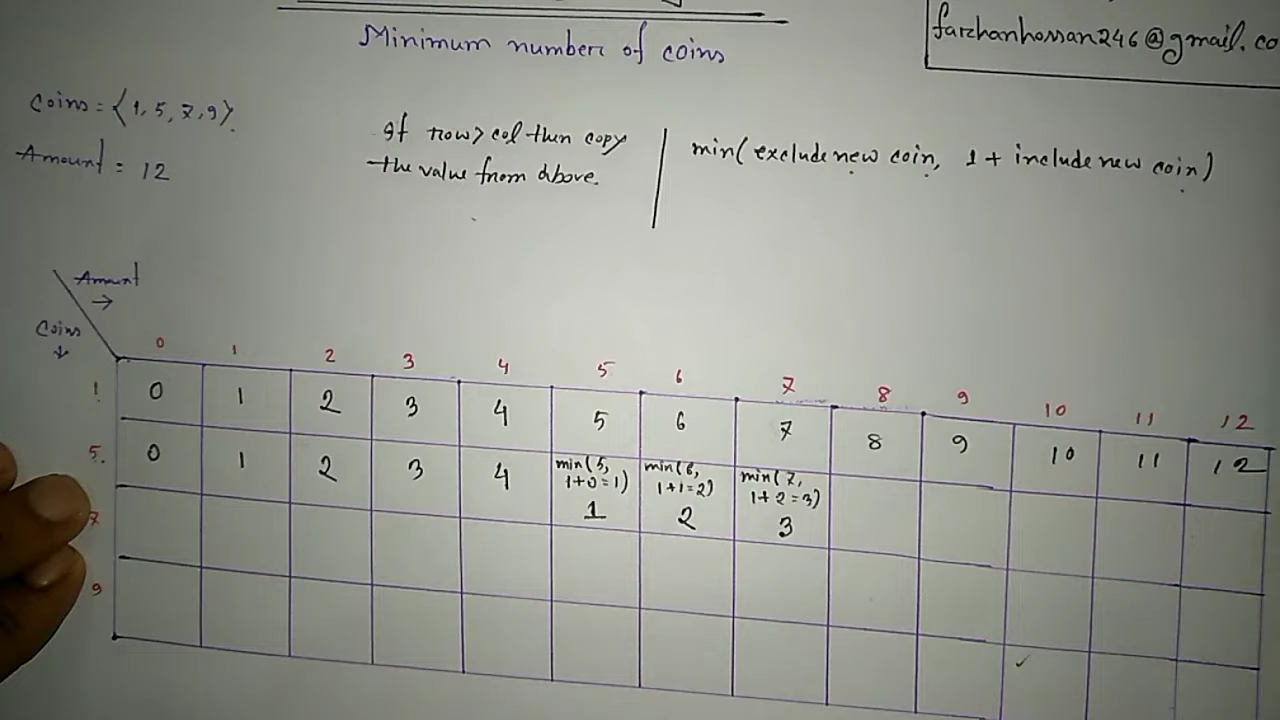 Minimum number of coins
farhanhossan246@gmail.co
Coins = {1, 5, 7, 9}.
Amount = 12
If row > col then copy
the value from above.
min(exclude new coin, 1 + include new coin)
Amount
→
Coins
↓
0 1 2 3 4 5 6 7 8 9 10 11 12
1 0 1 2 3 4 5 6 7 8 9 10 11 12
5. 0 1 2 3 4 min(5, 1+0=1) 1 min(6, 1+1=2) 2 min(7, 1+2=3) 3
7
9
✓